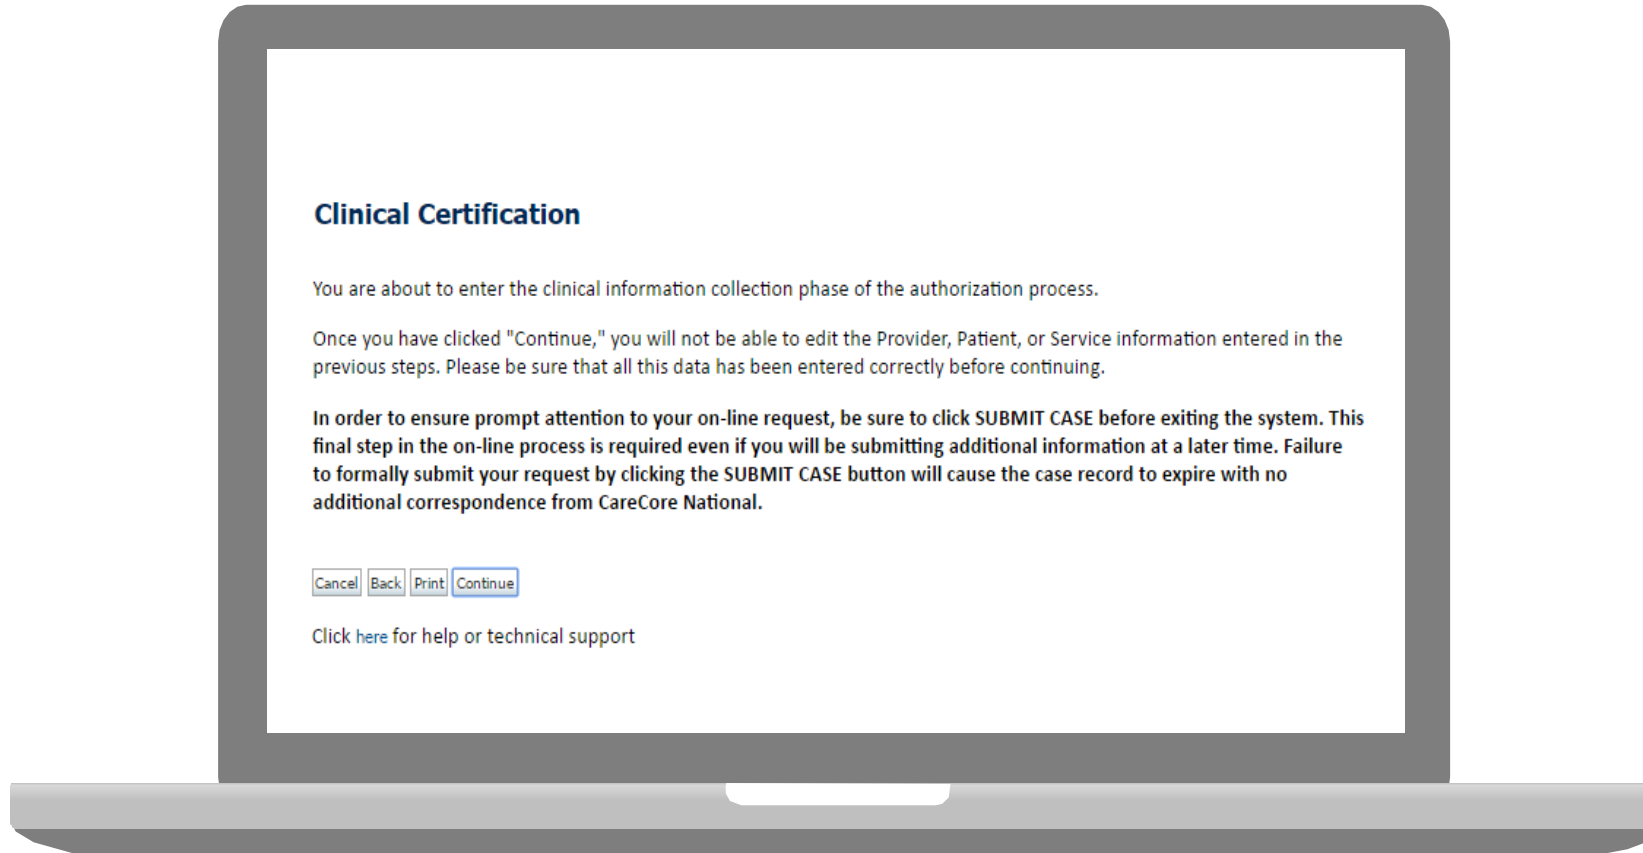 Clinical Certification
You are about to enter the clinical information collection phase of the authorization process.
Once you have clicked "Continue," you will not be able to edit the Provider, Patient, or Service information entered in the
previous steps. Please be sure that all this data has been entered correctly before continuing.
In order to ensure prompt attention to your on-line request, be sure to click SUBMIT CASE before exiting the system. This
final step in the on-line process is required even if you will be submitting additional information at a later time. Failure
to formally submit your request by clicking the SUBMIT CASE button will cause the case record to expire with no
additional correspondence from CareCore National.
Cancel Back Print Continue
Click here for help or technical support